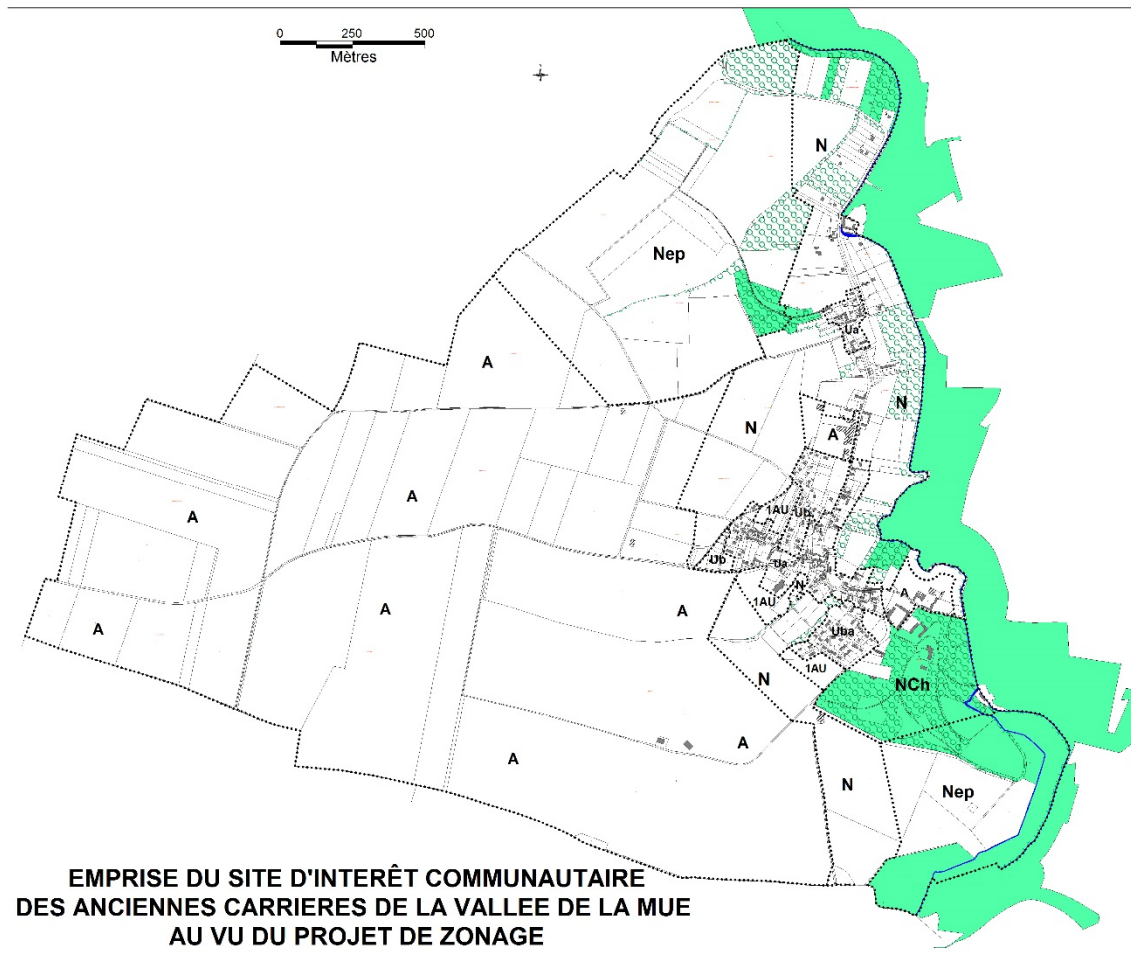 0 250 500
Mètres
N
Nep
Ua
A
N
N
A
A
1AU
Ub
A
Ub
Ua
N
A
A
1AU
A
A
Uba
1AU
N
NCh
A
A
N
Nep
EMPRISE DU SITE D'INTERÊT COMMUNAUTAIRE
DES ANCIENNES CARRIERES DE LA VALLEE DE LA MUE
AU VU DU PROJET DE ZONAGE